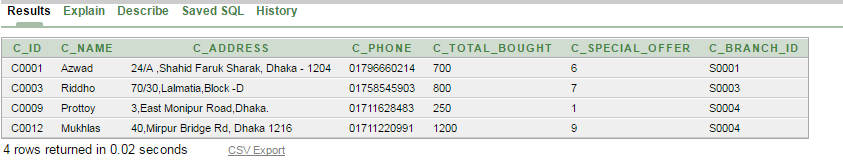 Results Explain Describe Saved SQL History
C_ID C_NAME C_ADDRESS C_PHONE C_TOTAL_BOUGHT C_SPECIAL_OFFER C_BRANCH_ID
C0001 Azwad 24/A ,Shahid Faruk Sharak, Dhaka - 1204 01796660214 700 6 S0001
C0003 Riddho 70/30,Lalmatia,Block -D 01758545903 800 7 S0003
C0009 Prottoy 3,East Monipur Road,Dhaka. 01711628483 250 1 S0004
C0012 Mukhlas 40,Mirpur Bridge Rd, Dhaka 1216 01711220991 1200 9 S0004
4 rows returned in 0.02 seconds CSV Export